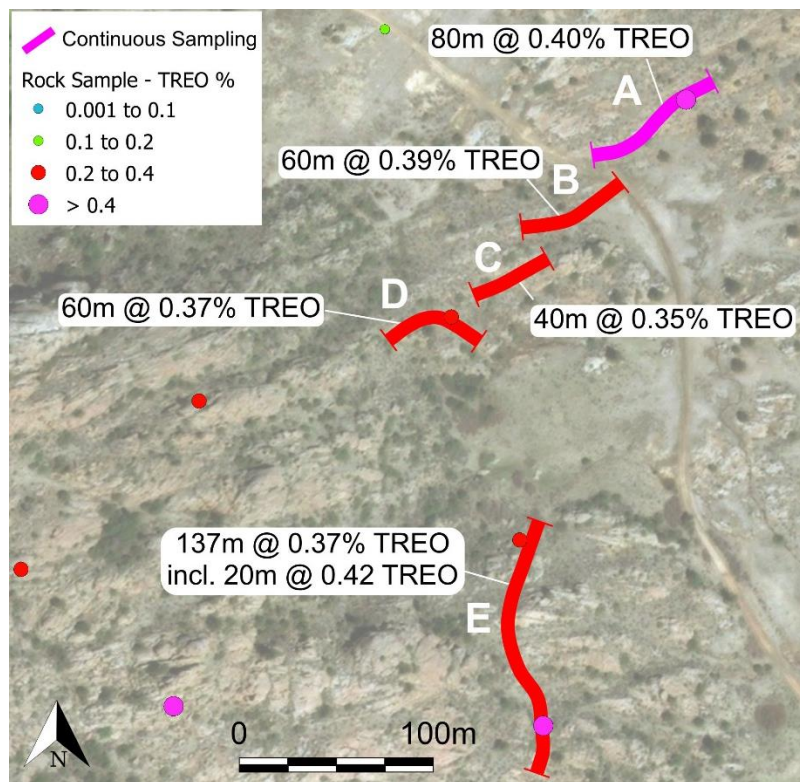 Continuous Sampling
Rock Sample - TREO %
0.001 to 0.1
0.1 to 0.2
0.2 to 0.4
> 0.4
80m @ 0.40% TREO
A
60m @ 0.39% TREO
B
C
40m @ 0.35% TREO
D
60m @ 0.37% TREO
137m @ 0.37% TREO
incl. 20m @ 0.42 TREO
E
N
0 100m